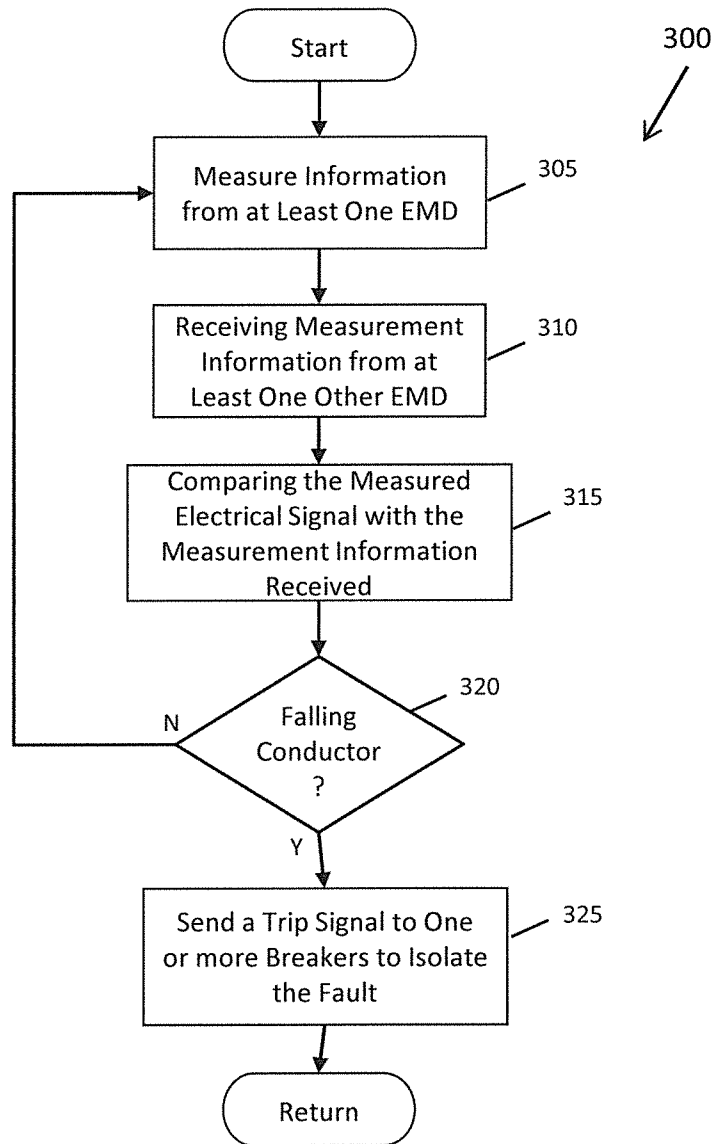 Start
300
Measure Information
from at Least One EMD
305
Receiving Measurement
Information from at
Least One Other EMD
310
Comparing the Measured
Electrical Signal with the
Measurement Information
Received
315
Falling
Conductor
?
320
N
Y
Send a Trip Signal to One
or more Breakers to Isolate
the Fault
325
Return